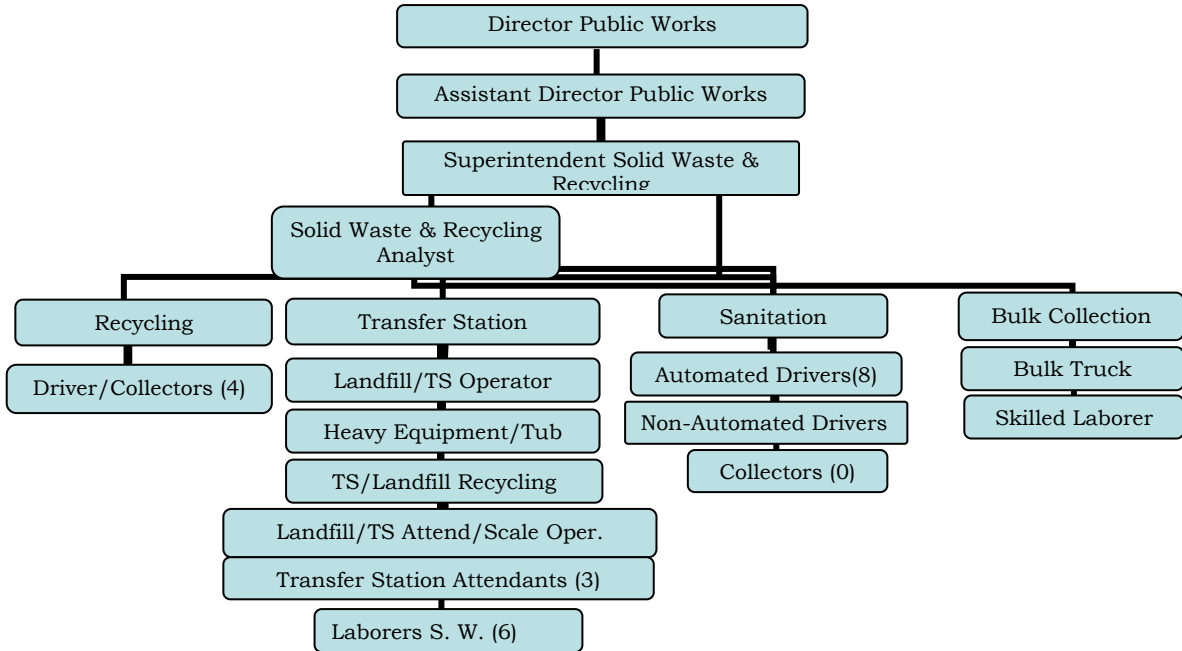 Director Public Works
Assistant Director Public Works
Superintendent Solid Waste &
Recycling
Solid Waste & Recycling
Analyst
Recycling
Driver/Collectors (4)
Transfer Station
Landfill/TS Operator
Heavy Equipment/Tub
TS/Landfill Recycling
Landfill/TS Attend/Scale Oper.
Transfer Station Attendants (3)
Laborers S. W. (6)
Sanitation
Automated Drivers(8)
Non-Automated Drivers
Collectors (0)
Bulk Collection
Bulk Truck
Skilled Laborer